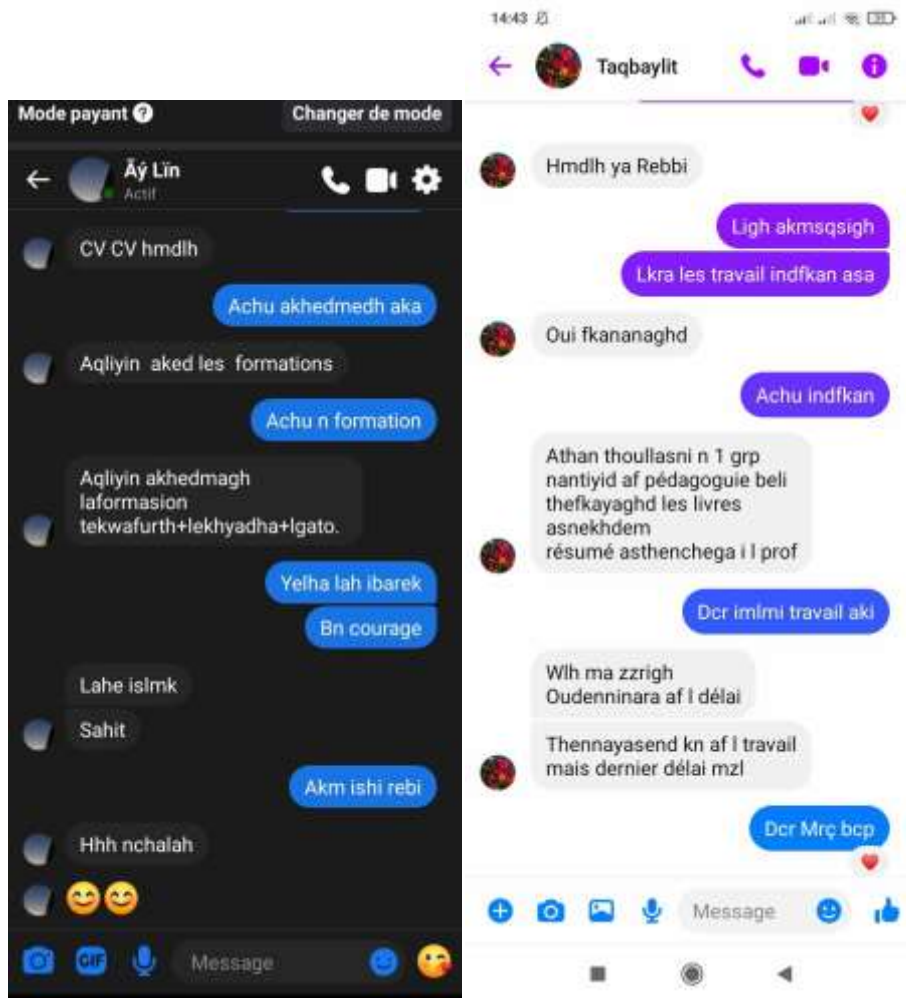 Mode payant ? Changer de mode
Āŷ Lïn
Actif
CV CV hmdlh
Achu akhedmedh aka
Aqliyin aked les formations
Achu n formation
Aqliyin akhedmagh
laformasion
tekwafurth+lekhyadha+lgato.
Yelha lah ibarek
Bn courage
Lahe islmk
Sahit
Akm ishi rebi
Hhh nchalah
😊😊
GIF Message
14:43
Taqbaylit
Hmdlh ya Rebbi
Ligh akmsqsigh
Lkra les travail indfkan asa
Oui fkananaghd
Achu indfkan
Athan thoullasni n 1 grp
nantiyid af pédagoguie beli
thefkayaghd les livres
asnekhdem
résumé asthenchega i l prof
Dcr imlmi travail aki
Wlh ma zzrigh
Oudenninara af l délai
Thennayasend kn af l travail
mais dernier délai mzl
Dcr Mrç bcp
Message